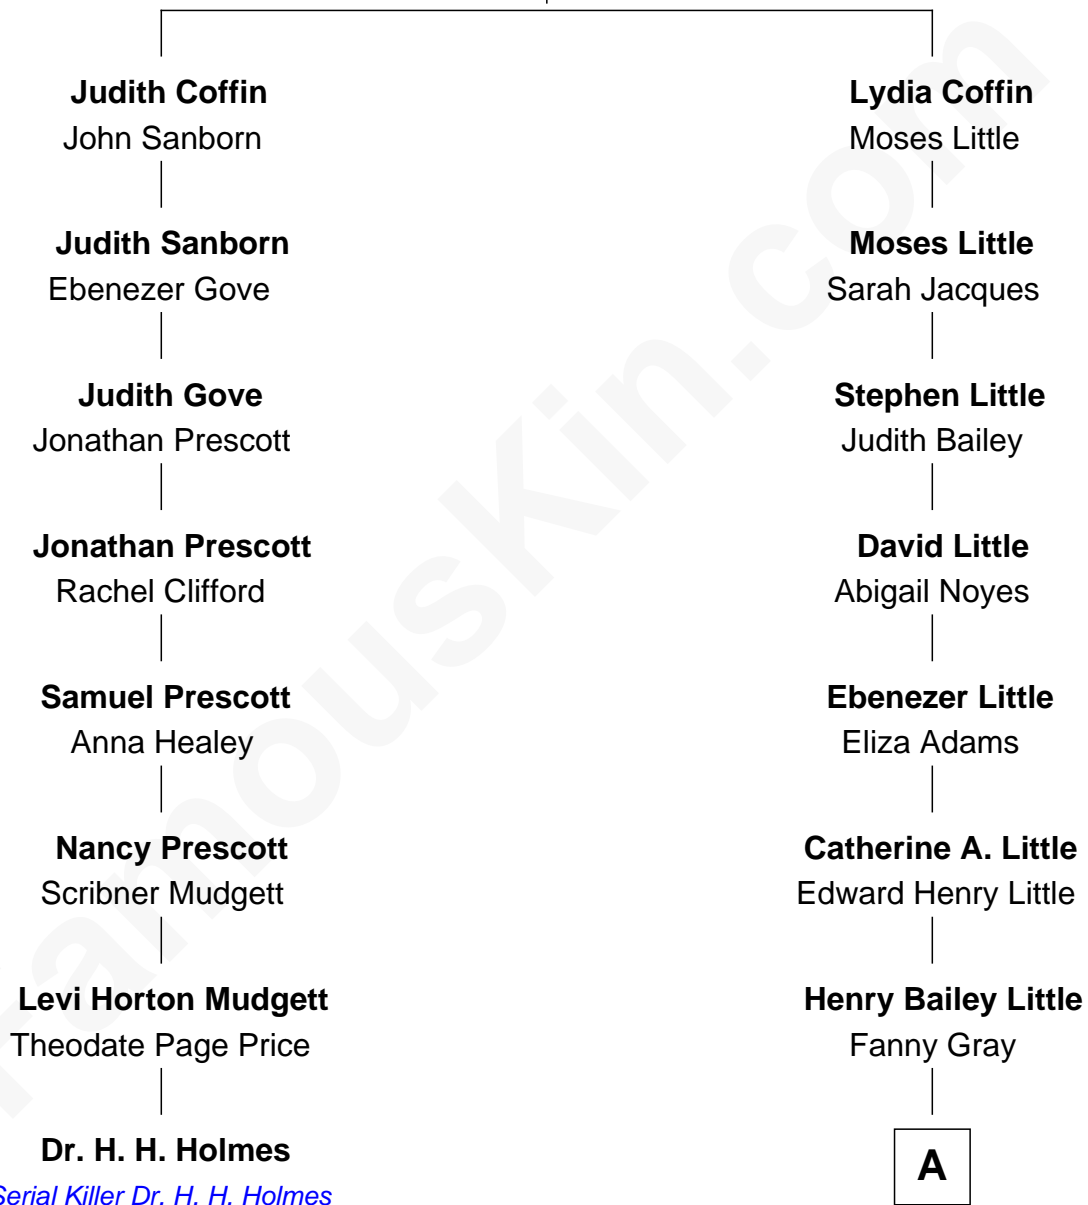 Judith Coffin
John Sanborn
Lydia Coffin
Moses Little
Judith Sanborn
Ebenezer Gove
Moses Little
Sarah Jacques
Judith Gove
Jonathan Prescott
Stephen Little
Judith Bailey
Jonathan Prescott
Rachel Clifford
David Little
Abigail Noyes
Samuel Prescott
Anna Healey
Ebenezer Little
Eliza Adams
Nancy Prescott
Scribner Mudgett
Catherine A. Little
Edward Henry Little
Levi Horton Mudgett
Theodate Page Price
Henry Bailey Little
Fanny Gray
Dr. H. H. Holmes
Serial Killer Dr. H. H. Holmes
A
FamousKin.com